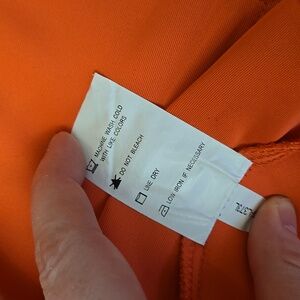 MACHINE WASH COLD
WITH LIKE COLORS
DO NOT BLEACH
LINE DRY
LOW IRON IF NECESSARY